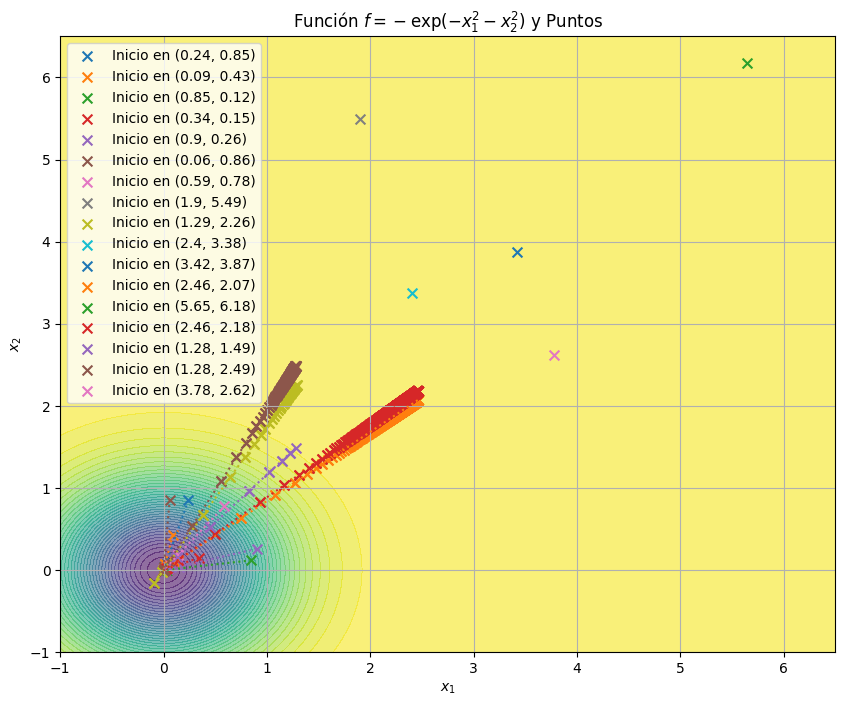 Función f = − exp(−x₁² − x₂²) y Puntos
Inicio en (0.24, 0.85)
Inicio en (0.09, 0.43)
Inicio en (0.85, 0.12)
Inicio en (0.34, 0.15)
Inicio en (0.9, 0.26)
Inicio en (0.06, 0.86)
Inicio en (0.59, 0.78)
Inicio en (1.9, 5.49)
Inicio en (1.29, 2.26)
Inicio en (2.4, 3.38)
Inicio en (3.42, 3.87)
Inicio en (2.46, 2.07)
Inicio en (5.65, 6.18)
Inicio en (2.46, 2.18)
Inicio en (1.28, 1.49)
Inicio en (1.28, 2.49)
Inicio en (3.78, 2.62)
6
5
4
3
2
1
0
−1
x₂
−1 0 1 2 3 4 5 6
x₁